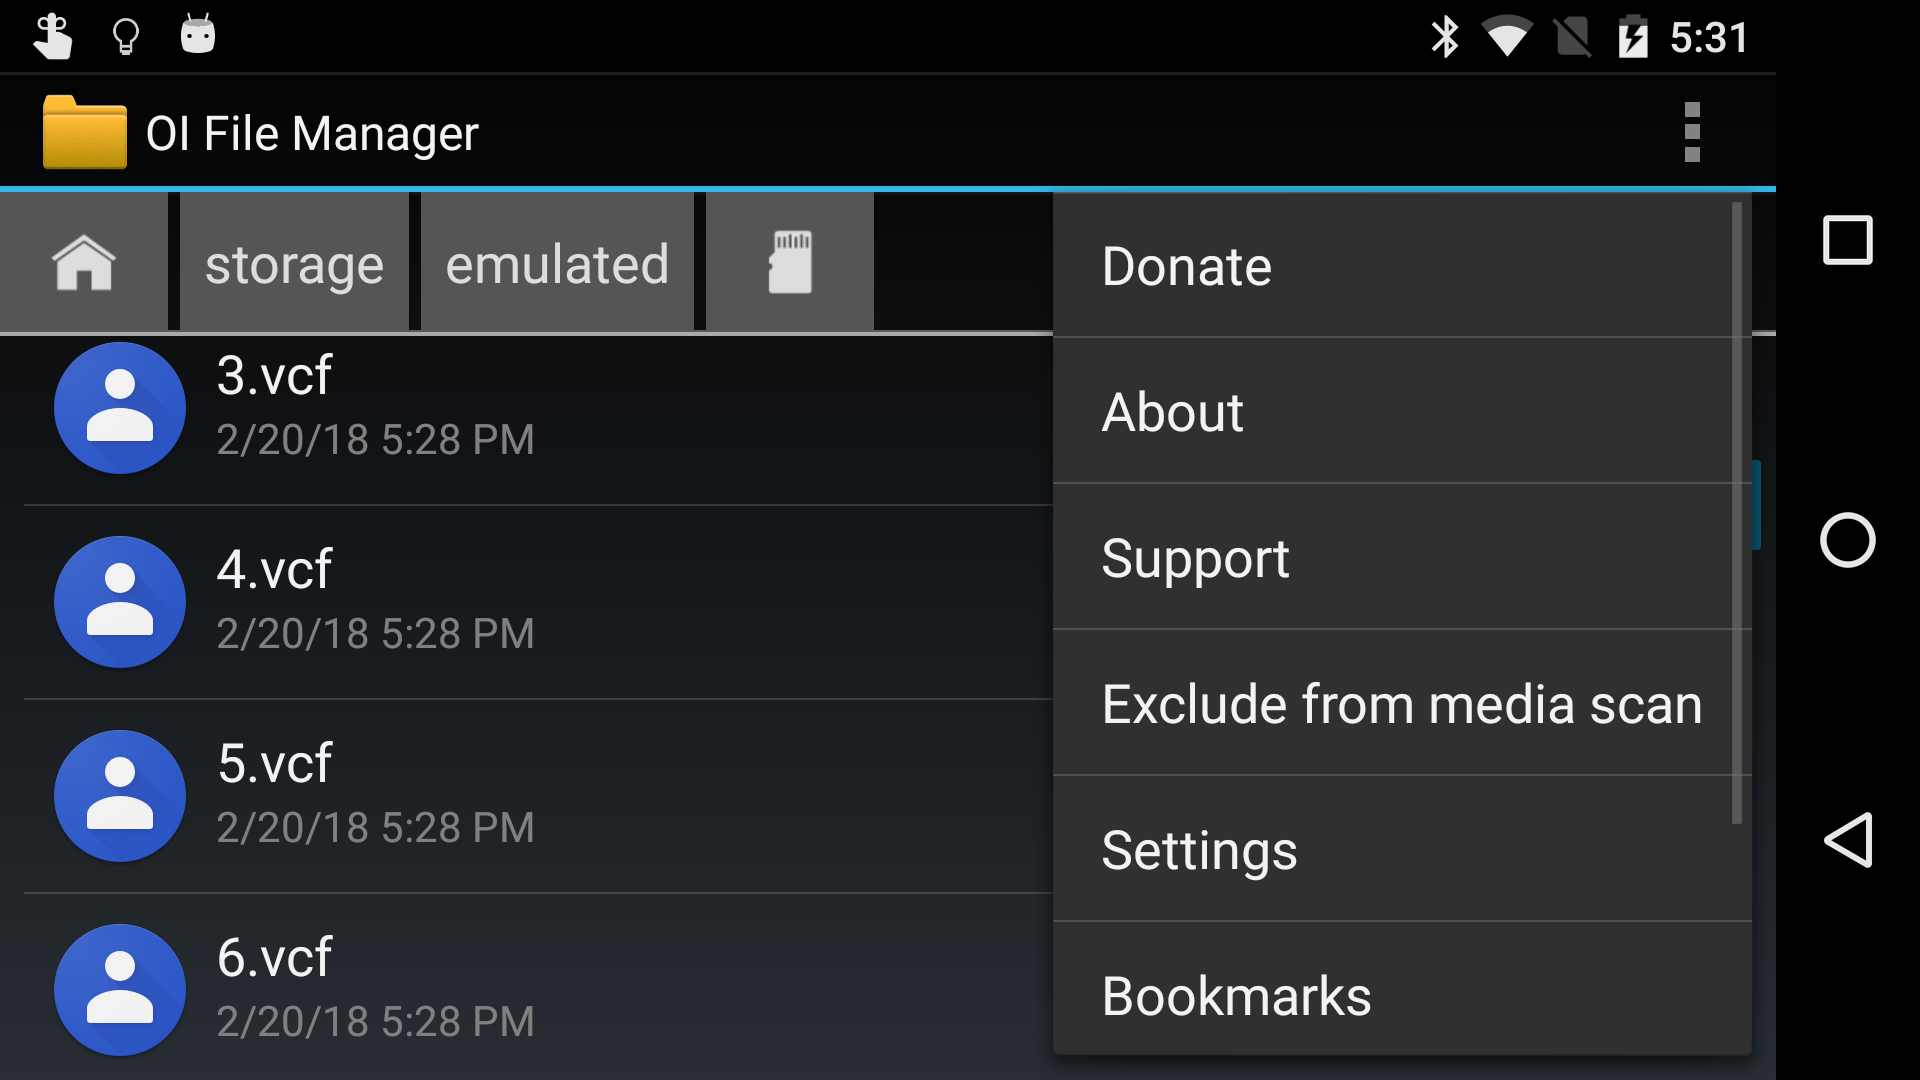 5:31
OI File Manager
storage
emulated
3.vcf
2/20/18 5:28 PM
4.vcf
2/20/18 5:28 PM
5.vcf
2/20/18 5:28 PM
6.vcf
2/20/18 5:28 PM
Donate
About
Support
Exclude from media scan
Settings
Bookmarks